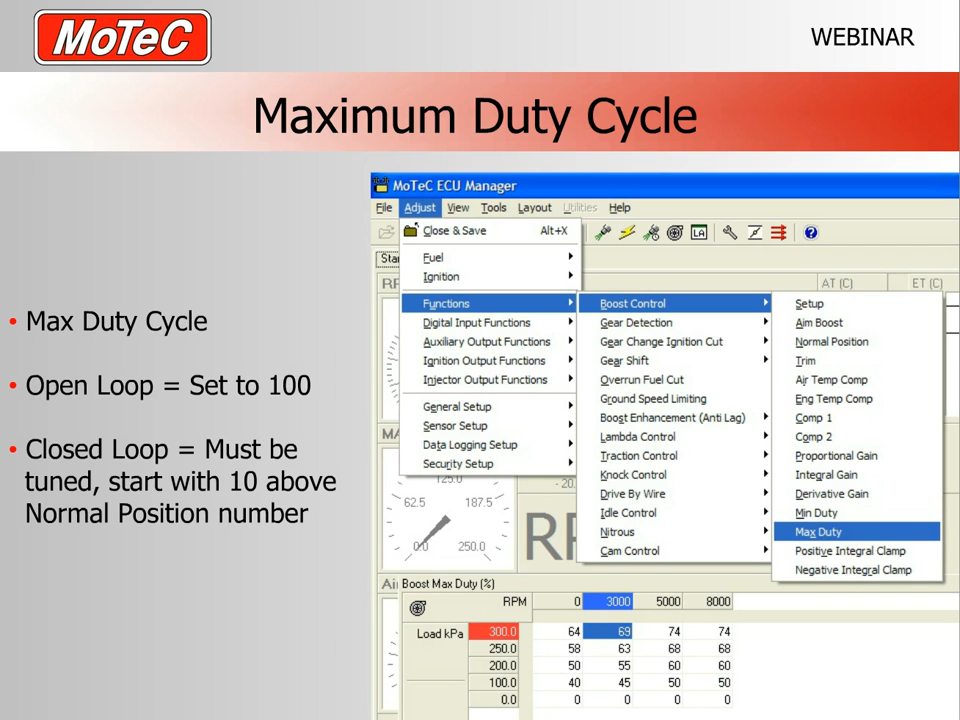 MoTeC
WEBINAR
Maximum Duty Cycle
• Max Duty Cycle
• Open Loop = Set to 100
• Closed Loop = Must be
tuned, start with 10 above
Normal Position number
MoTeC ECU Manager
File Adjust View Tools Layout Utilities Help
Close & Save Alt+X
Fuel
Ignition
Functions
Digital Input Functions
Auxiliary Output Functions
Ignition Output Functions
Injector Output Functions
General Setup
Sensor Setup
Data Logging Setup
Security Setup
Boost Control
Gear Detection
Gear Change Ignition Cut
Gear Shift
Overrun Fuel Cut
Ground Speed Limiting
Boost Enhancement (Anti Lag)
Lambda Control
Traction Control
Knock Control
Drive By Wire
Idle Control
Nitrous
Cam Control
Setup
Aim Boost
Normal Position
Trim
Air Temp Comp
Eng Temp Comp
Comp 1
Comp 2
Proportional Gain
Integral Gain
Derivative Gain
Min Duty
Max Duty
Positive Integral Clamp
Negative Integral Clamp
LA
AT (C) ET (C)
125.0
62.5 187.5
0.0 250.0
- 20.
Boost Max Duty (%)
RPM 0 3000 5000 8000
Load kPa 300.0 64 69 74 74
250.0 58 63 68 68
200.0 50 55 60 60
100.0 40 45 50 50
0.0 0 0 0 0